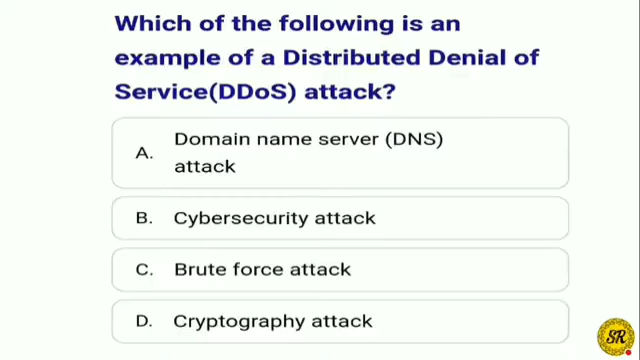 Which of the following is an
example of a Distributed Denial of
Service(DDoS) attack?
A. Domain name server (DNS)
attack
B. Cybersecurity attack
C. Brute force attack
D. Cryptography attack
SR